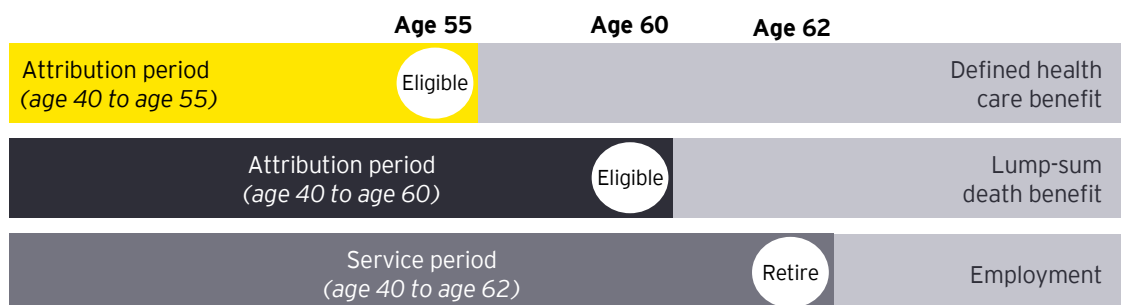 Age 55
Age 60
Age 62
Attribution period
(age 40 to age 55)
Eligible
Defined health
care benefit
Attribution period
(age 40 to age 60)
Eligible
Lump-sum
death benefit
Service period
(age 40 to age 62)
Retire
Employment